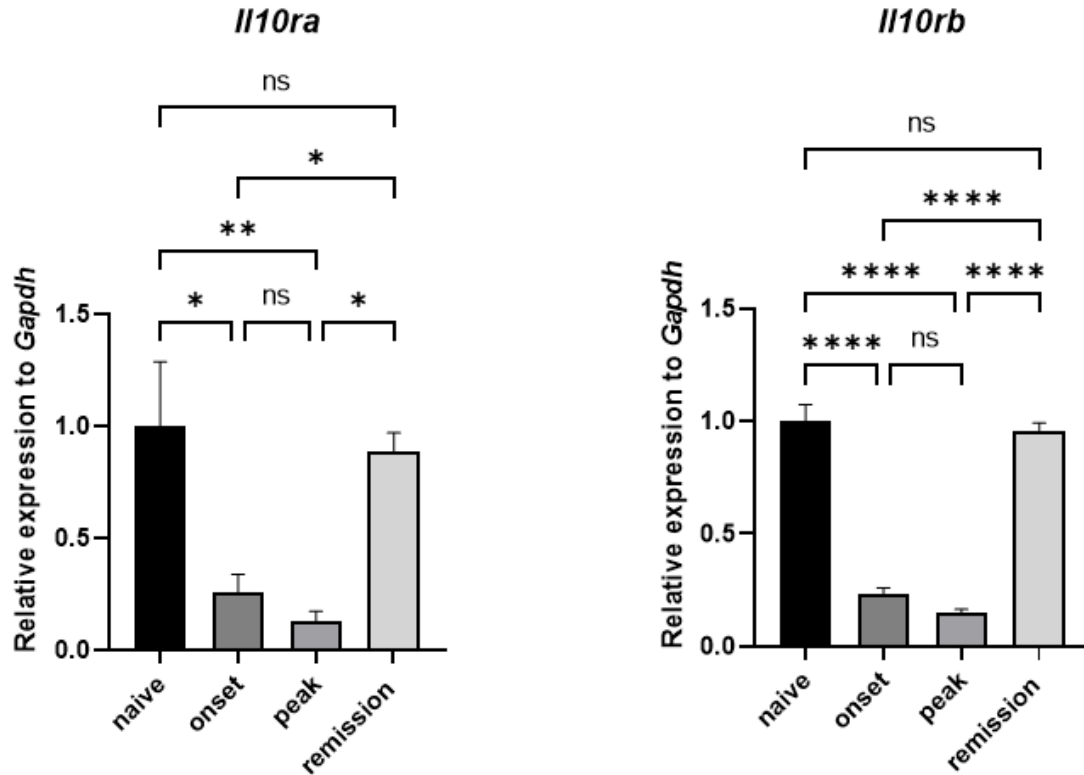 Il10ra
ns
*
**
* ns *
Relative expression to Gapdh
1.5
1.0
0.5
0.0
naive
onset
peak
remission
Il10rb
ns
****
**** ****
**** ns
Relative expression to Gapdh
1.5
1.0
0.5
0.0
naive
onset
peak
remission